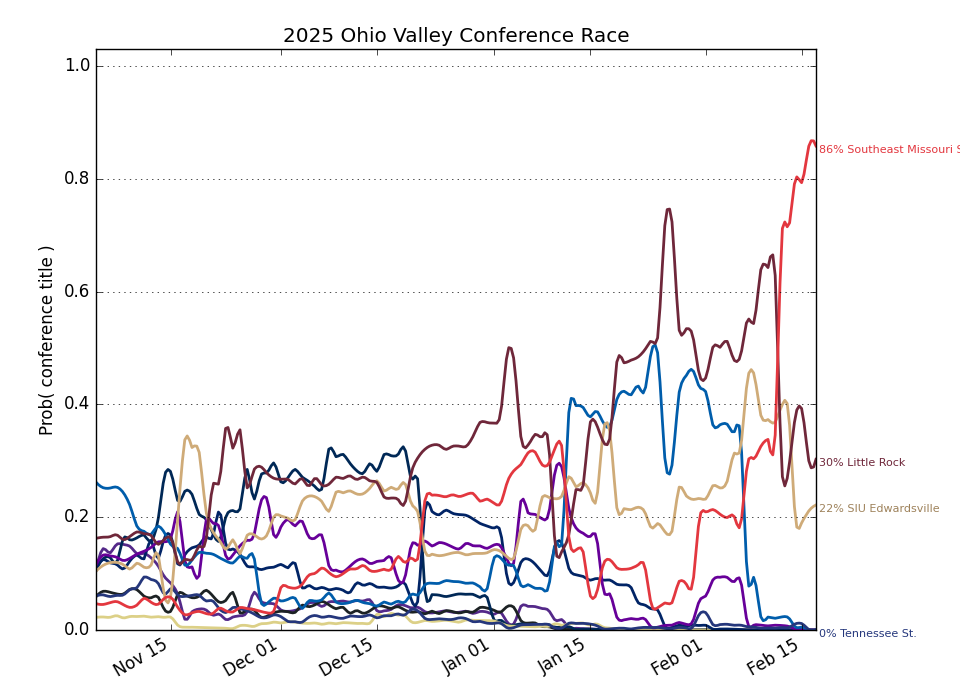 2025 Ohio Valley Conference Race
Prob( conference title )
1.0
0.8
0.6
0.4
0.2
0.0
Nov 15
Dec 01
Dec 15
Jan 01
Jan 15
Feb 01
Feb 15
86% Southeast Missouri S
30% Little Rock
22% SIU Edwardsville
0% Tennessee St.